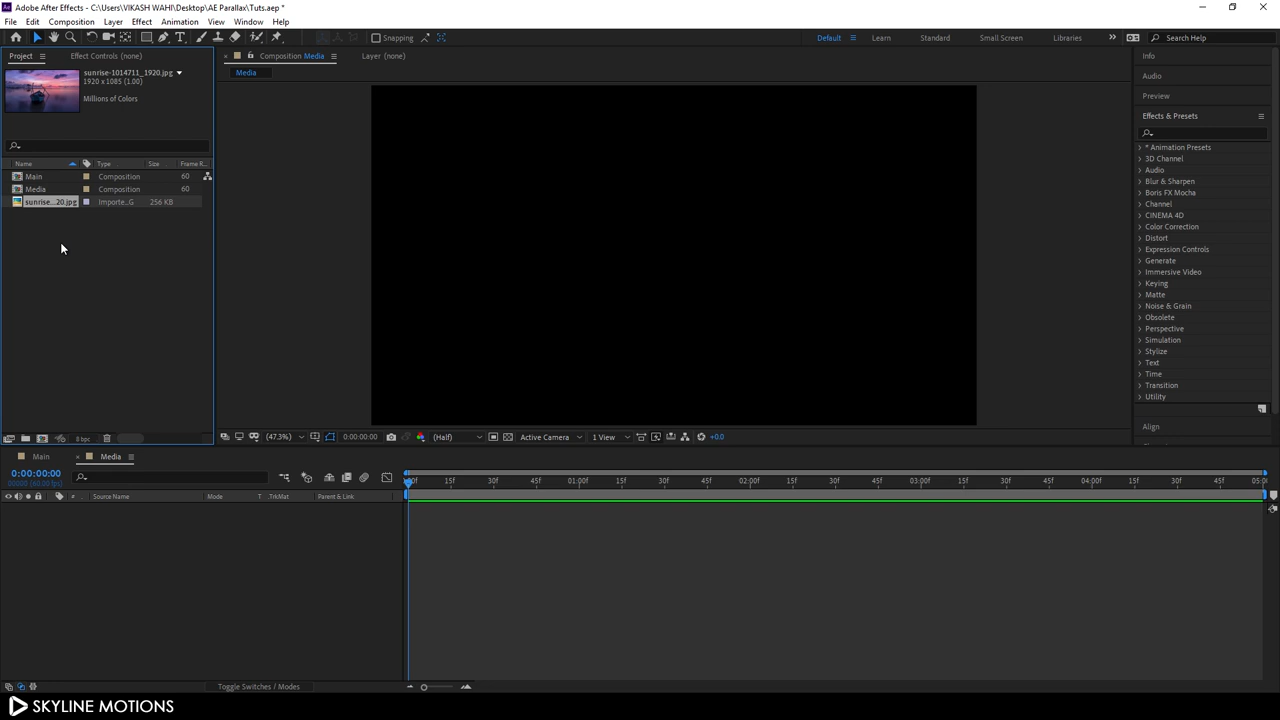 Adobe After Effects - C:\Users\VIKASH WAHI\Desktop\AE Parallax\Tuts.aep *
File Edit Composition Layer Effect Animation View Window Help
Snapping
Default Learn Standard Small Screen Libraries Search Help
Project Effect Controls (none) Composition Media Layer (none) Info
sunrise-1014711_1920.jpg Media
1920 x 1085 (1.00) Audio
Millions of Colors Preview
Effects & Presets
* Animation Presets
3D Channel
Audio
Blur & Sharpen
Boris FX Mocha
Channel
CINEMA 4D
Color Correction
Distort
Expression Controls
Generate
Immersive Video
Keying
Matte
Noise & Grain
Obsolete
Perspective
Simulation
Stylize
Text
Time
Transition
Utility
Align
Name Type Size Frame R...
Main Composition 60
Media Composition 60
sunrise...20.jpg Importe...G 256 KB
8 bpc (47.3%) 0:00:00:00 (Half) Active Camera 1 View +0.0
Main Media
0:00:00:00
00000 (60.00 fps)
00f 15f 30f 45f 01:00f 15f 30f 45f 02:00f 15f 30f 45f 03:00f 15f 30f 45f 04:00f 15f 30f 45f 05:00
# Source Name Mode T .TrkMat Parent & Link
Toggle Switches / Modes
SKYLINE MOTIONS